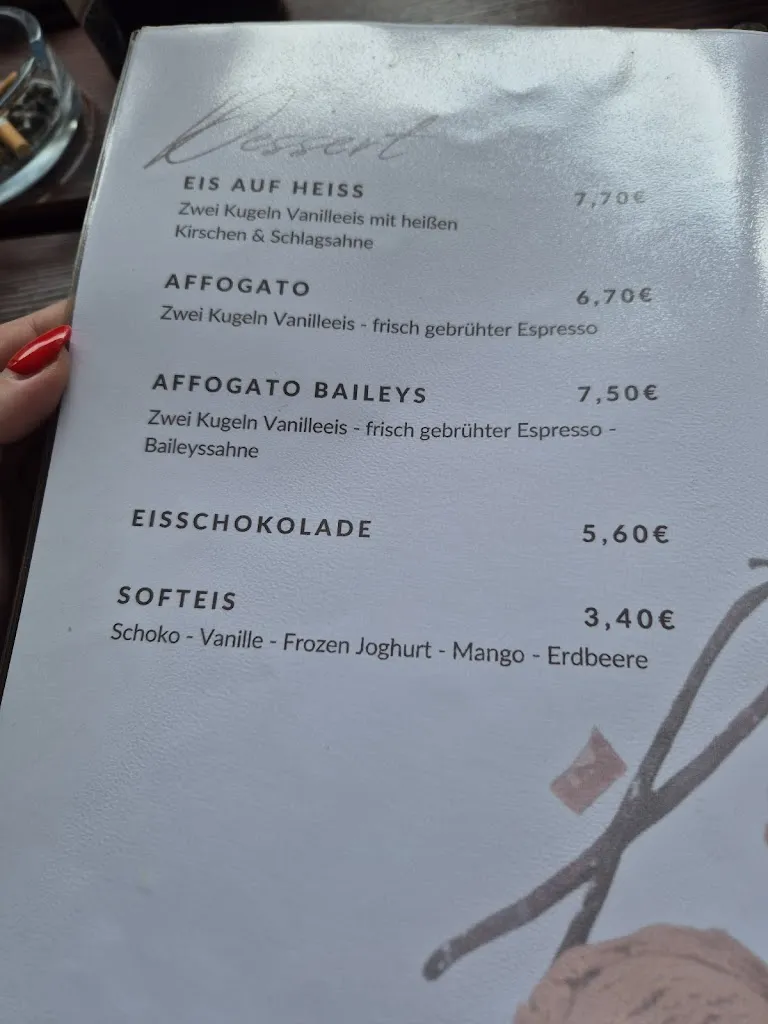 Dessert
EIS AUF HEISS 7,70€
Zwei Kugeln Vanilleeis mit heißen
Kirschen & Schlagsahne
AFFOGATO 6,70€
Zwei Kugeln Vanilleeis - frisch gebrühter Espresso
AFFOGATO BAILEYS 7,50€
Zwei Kugeln Vanilleeis - frisch gebrühter Espresso -
Baileyssahne
EISSCHOKOLADE 5,60€
SOFTEIS 3,40€
Schoko - Vanille - Frozen Joghurt - Mango - Erdbeere